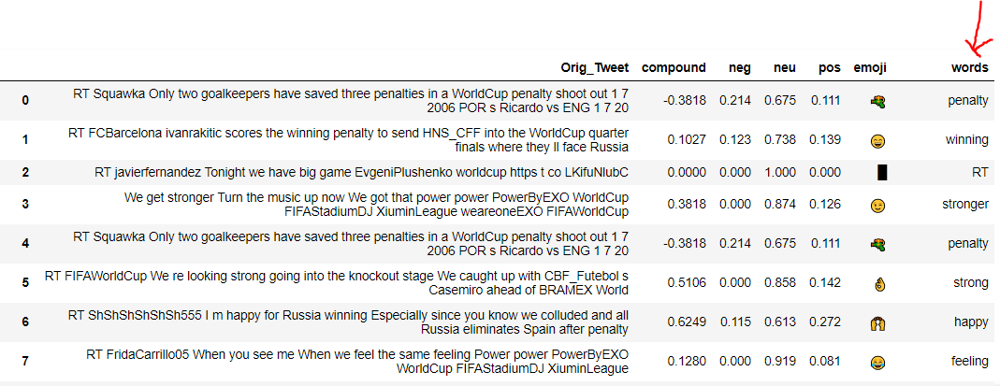 Orig_Tweet compound neg neu pos emoji words
0 RT Squawka Only two goalkeepers have saved three penalties in a WorldCup penalty shoot out 1 7 -0.3818 0.214 0.675 0.111 penalty
2006 POR s Ricardo vs ENG 1 7 20
1 RT FCBarcelona ivanrakitic scores the winning penalty to send HNS_CFF into the WorldCup quarter 0.1027 0.123 0.738 0.139 😄 winning
finals where they ll face Russia
2 RT javierfernandez Tonight we have big game EvgeniPlushenko worldcup https t co LKifuNlubC 0.0000 0.000 1.000 0.000 RT
3 We get stronger Turn the music up now We got that power power PowerByEXO WorldCup 0.3818 0.000 0.874 0.126 😉 stronger
FIFAStadiumDJ XiuminLeague weareoneEXO FIFAWorldCup
4 RT Squawka Only two goalkeepers have saved three penalties in a WorldCup penalty shoot out 1 7 -0.3818 0.214 0.675 0.111 penalty
2006 POR s Ricardo vs ENG 1 7 20
5 RT FIFAWorldCup We re looking strong going into the knockout stage We caught up with CBF_Futebol s 0.5106 0.000 0.858 0.142 👌 strong
Casemiro ahead of BRAMEX World
6 RT ShShShShShSh555 I m happy for Russia winning Especially since you know we colluded and all 0.6249 0.115 0.613 0.272 happy
Russia eliminates Spain after penalty
7 RT FridaCarrillo05 When you see me When we feel the same feeling Power power PowerByEXO 0.1280 0.000 0.919 0.081 😂 feeling
WorldCup FIFAStadiumDJ XiuminLeague